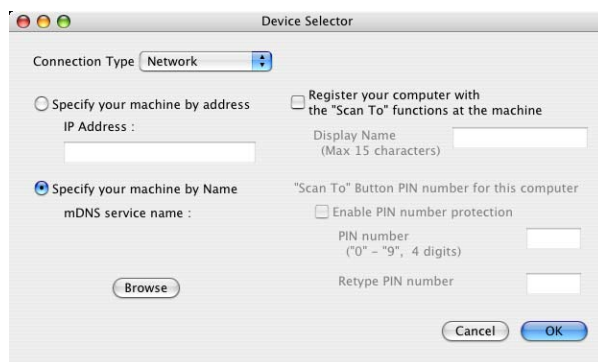 Device Selector
Connection Type Network
Specify your machine by address
IP Address :
Specify your machine by Name
mDNS service name :
Browse
Register your computer with
the "Scan To" functions at the machine
Display Name
(Max 15 characters)
"Scan To" Button PIN number for this computer
Enable PIN number protection
PIN number
("0" – "9", 4 digits)
Retype PIN number
Cancel OK